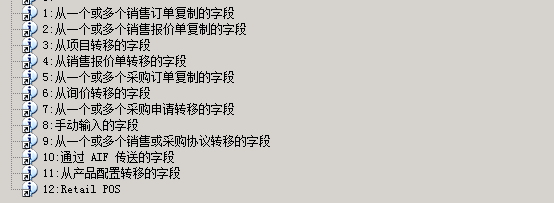 1:从一个或多个销售订单复制的字段
2:从一个或多个销售报价单复制的字段
3:从项目转移的字段
4:从销售报价单转移的字段
5:从一个或多个采购订单复制的字段
6:从询价转移的字段
7:从一个或多个采购申请转移的字段
8:手动输入的字段
9:从一个或多个销售或采购协议转移的字段
10:通过 AIF 传送的字段
11:从产品配置转移的字段
12:Retail POS